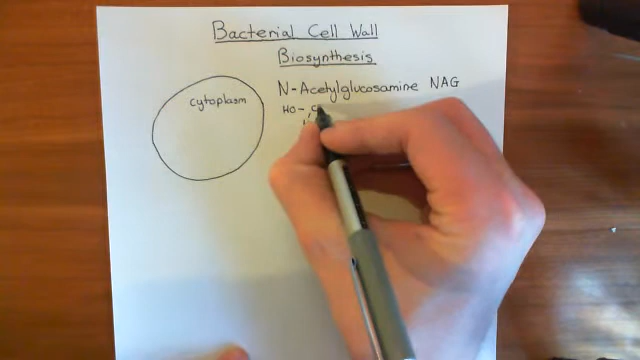 Bacterial Cell Wall
Biosynthesis
cytoplasm
N-Acetylglucosamine NAG
HO- C